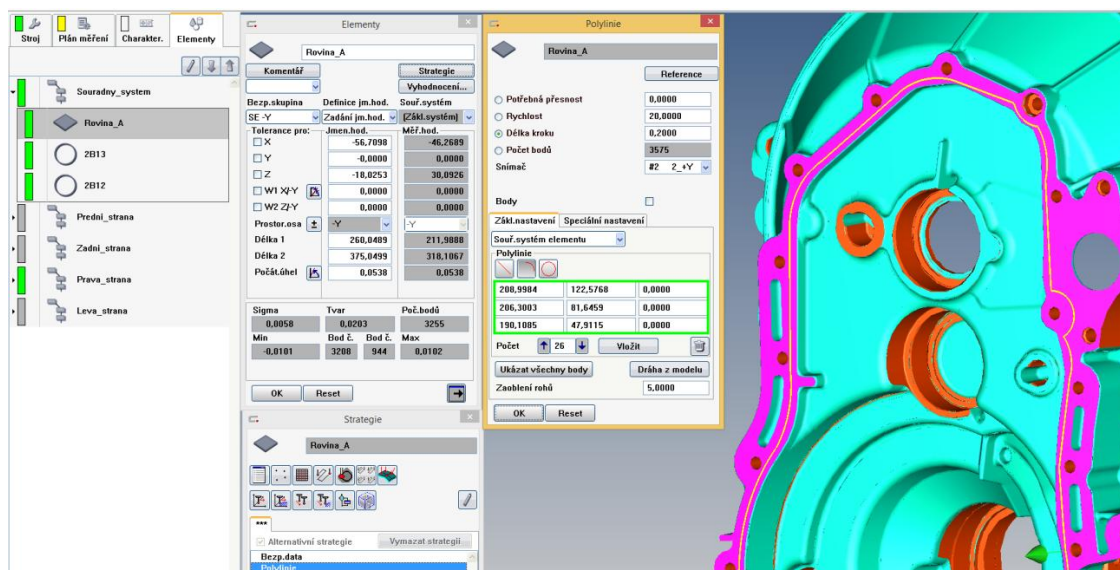 Stroj
Plán měření
Charakter.
Elementy
Souradny_system
Rovina_A
2B13
2B12
Predni_strana
Zadni_strana
Prava_strana
Leva_strana
Elementy
Rovina_A
Komentář
Strategie
Vyhodnocení...
Bezp.skupina Definice jm.hod. Souř.systém
SE -Y Zadání jm.hod. (Zákl.systém)
Tolerance pro: Jmen.hod. Měř.hod.
X -56,7098 -46,2689
Y -0,0000 0,0000
Z -18,0253 30,0926
W1 X/-Y 0,0000 0,0000
W2 Z/-Y 0,0000 0,0000
Prostor.osa ± -Y -Y
Délka 1 260,0489 211,9888
Délka 2 375,0499 318,1067
Počát.úhel 0,0538 0,0538
Sigma Tvar Poč.bodů
0,0058 0,0203 3255
Min Bod č. Bod č. Max
-0,0101 3208 944 0,0102
OK Reset
Strategie
Rovina_A
***
Alternativní strategie Vymazat strategii
Bezp.data
Polylinie
Polylinie
Rovina_A
Reference
Potřebná přesnost 0,0000
Rychlost 20,0000
Délka kroku 0,2000
Počet bodů 3575
Snímač #2 2_+Y
Body
Zákl.nastavení Speciální nastavení
Souř.systém elementu
Polylinie
208,9984 122,5768 0,0000
206,3003 81,6459 0,0000
190,1085 47,9115 0,0000
Počet 26 Vložit
Ukázat všechny body Dráha z modelu
Zaoblení rohů 5,0000
OK Reset